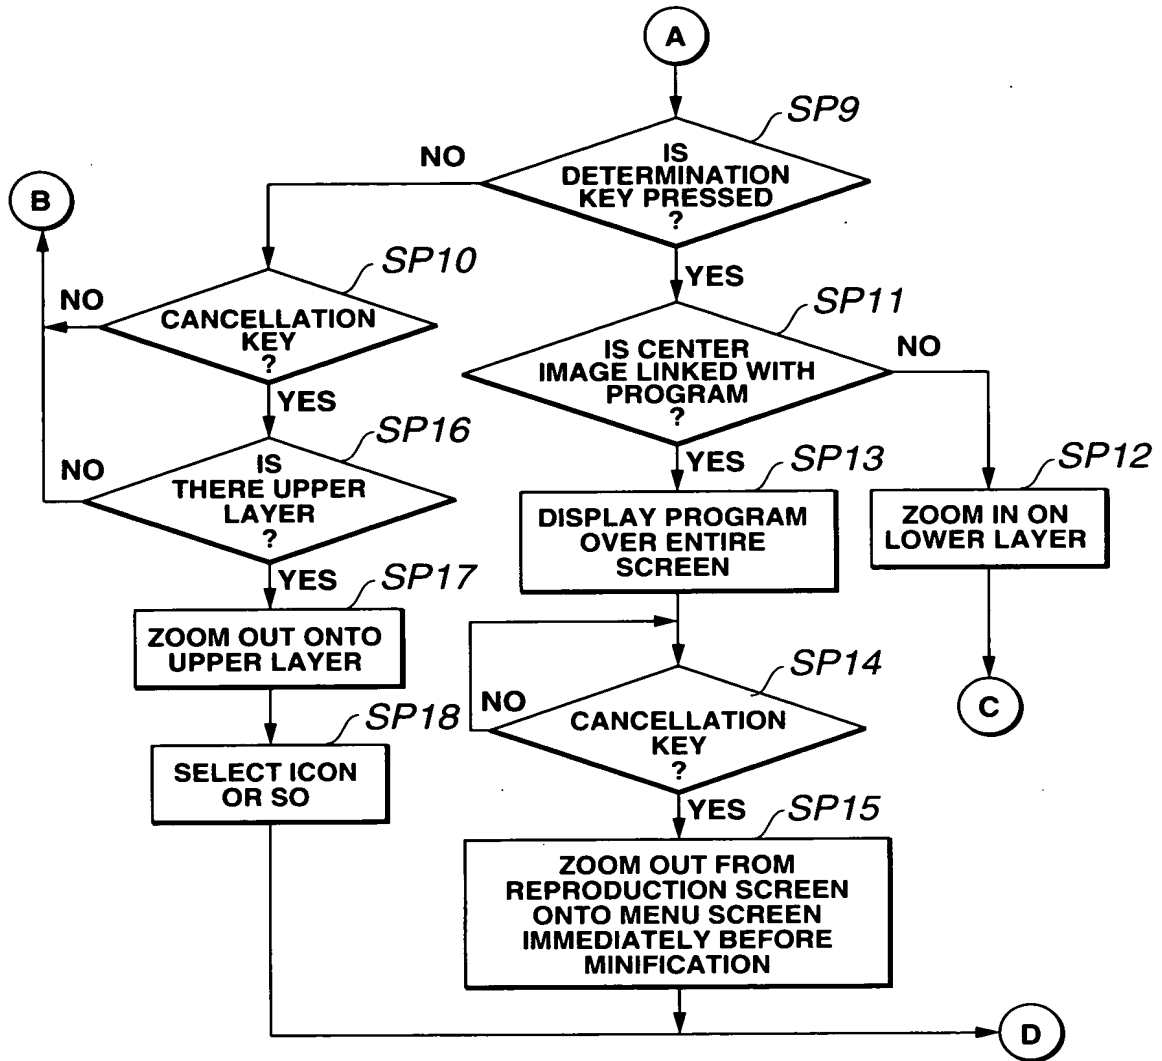 A
SP9
IS
DETERMINATION
KEY PRESSED
?
NO
YES
B
SP10
CANCELLATION
KEY
?
NO
YES
SP11
IS CENTER
IMAGE LINKED WITH
PROGRAM
?
NO
YES
SP16
IS
THERE UPPER
LAYER
?
NO
YES
SP13
DISPLAY PROGRAM
OVER ENTIRE
SCREEN
SP12
ZOOM IN ON
LOWER LAYER
C
SP17
ZOOM OUT ONTO
UPPER LAYER
SP14
CANCELLATION
KEY
?
NO
YES
SP18
SELECT ICON
OR SO
SP15
ZOOM OUT FROM
REPRODUCTION SCREEN
ONTO MENU SCREEN
IMMEDIATELY BEFORE
MINIFICATION
D